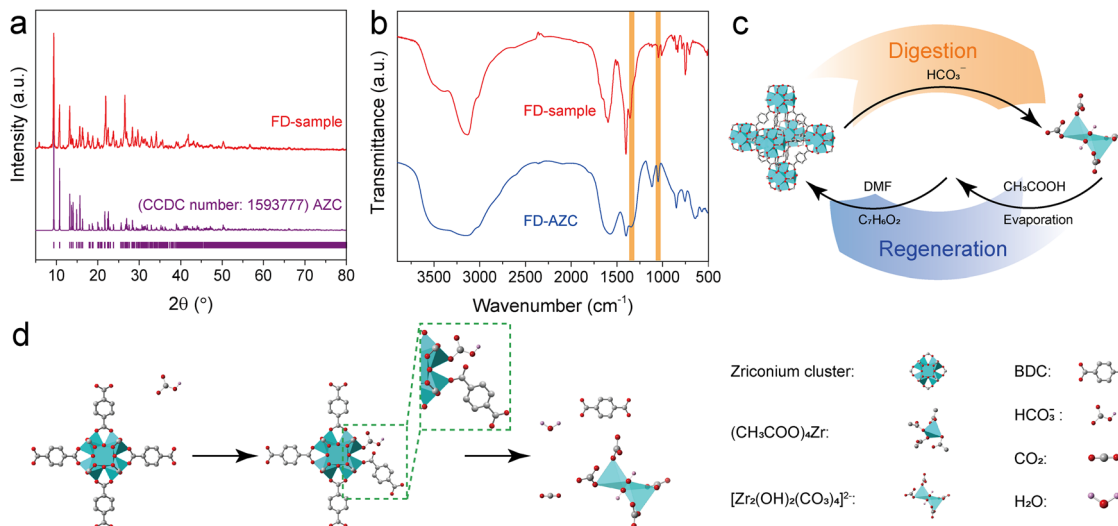 a
Intensity (a.u.)
FD-sample
(CCDC number: 1593777) AZC
10 20 30 40 50 60 70 80
2θ (°)
b
Transmittance (a.u.)
FD-sample
FD-AZC
3500 3000 2500 2000 1500 1000 500
Wavenumber (cm⁻¹)
c
Digestion
HCO₃⁻
DMF
C₇H₆O₂
CH₃COOH
Evaporation
Regeneration
d
Zriconium cluster:
(CH₃COO)₄Zr:
[Zr₂(OH)₂(CO₃)₄]²⁻:
BDC:
HCO₃⁻:
CO₂:
H₂O: